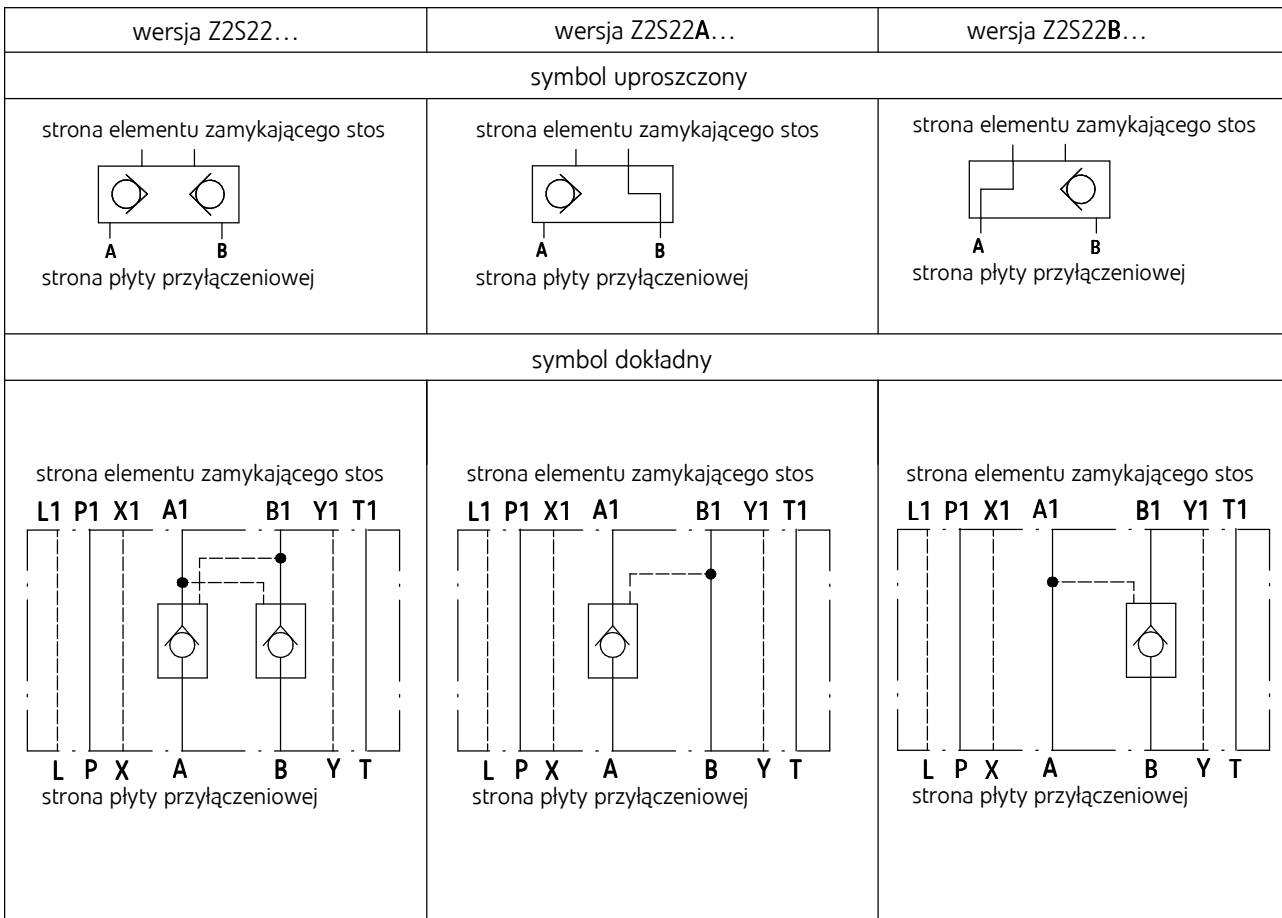 wersja Z2S22... wersja Z2S22A... wersja Z2S22B...
symbol uproszczony
strona elementu zamykającego stos strona elementu zamykającego stos strona elementu zamykającego stos
A B A B A B
strona płyty przyłączeniowej strona płyty przyłączeniowej strona płyty przyłączeniowej
symbol dokładny
strona elementu zamykającego stos strona elementu zamykającego stos strona elementu zamykającego stos
L1 P1 X1 A1 B1 Y1 T1 L1 P1 X1 A1 B1 Y1 T1 L1 P1 X1 A1 B1 Y1 T1
L P X A B Y T L P X A B Y T L P X A B Y T
strona płyty przyłączeniowej strona płyty przyłączeniowej strona płyty przyłączeniowej